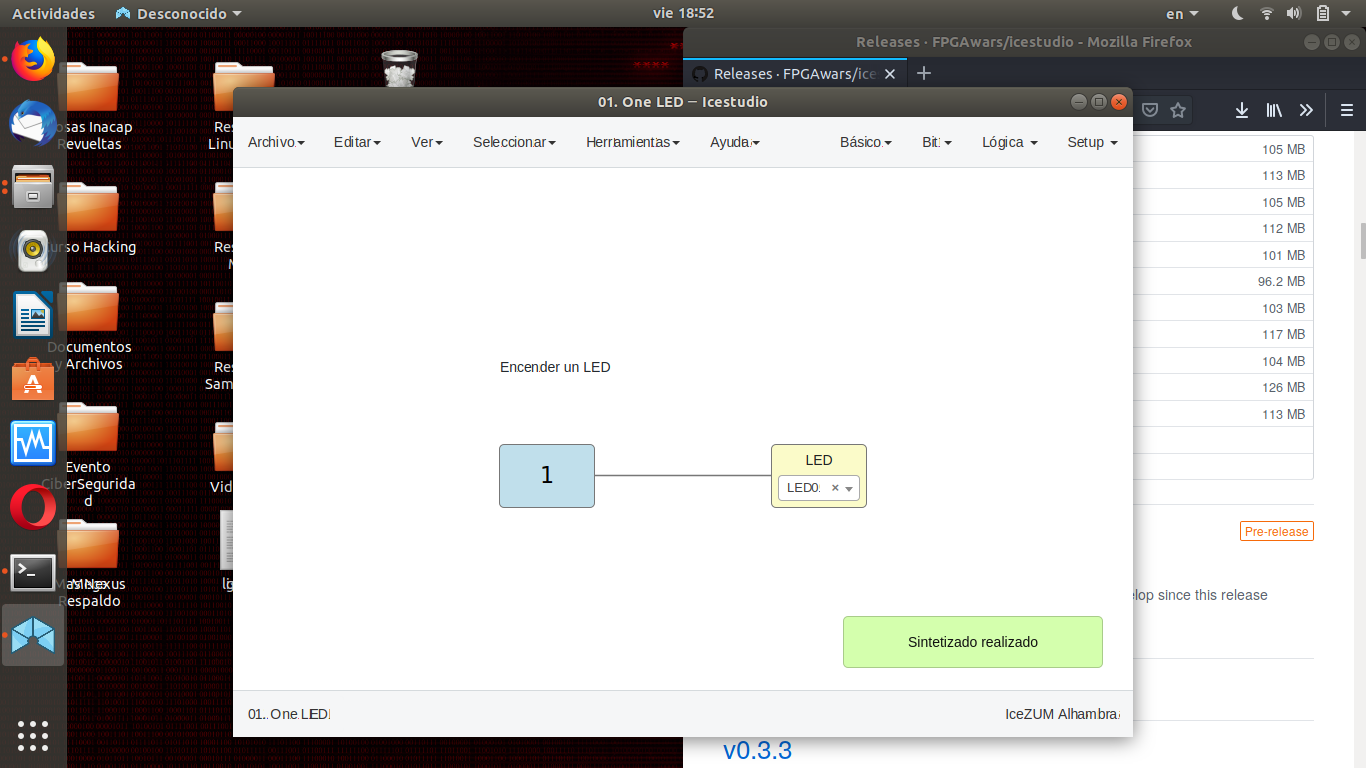 Actividades
Desconocido
vie 18:52
en
Releases · FPGAwars/icestudio - Mozilla Firefox
Releases · FPGAwars/ice
01. One LED — Icestudio
Archivo
Editar
Ver
Seleccionar
Herramientas
Ayuda
Básico
Bit
Lógica
Setup
Encender un LED
1
LED
LED0
Sintetizado realizado
01. One LED
IceZUM Alhambra
105 MB
113 MB
105 MB
112 MB
101 MB
96.2 MB
103 MB
117 MB
104 MB
126 MB
113 MB
Pre-release
elop since this release
v0.3.3
osas Inacap
Revueltas
urso Hacking
Documentos
y Archivos
Evento
CiberSegurida
d
Respaldo
Res
Linu
Res
Res
Sam
Vid